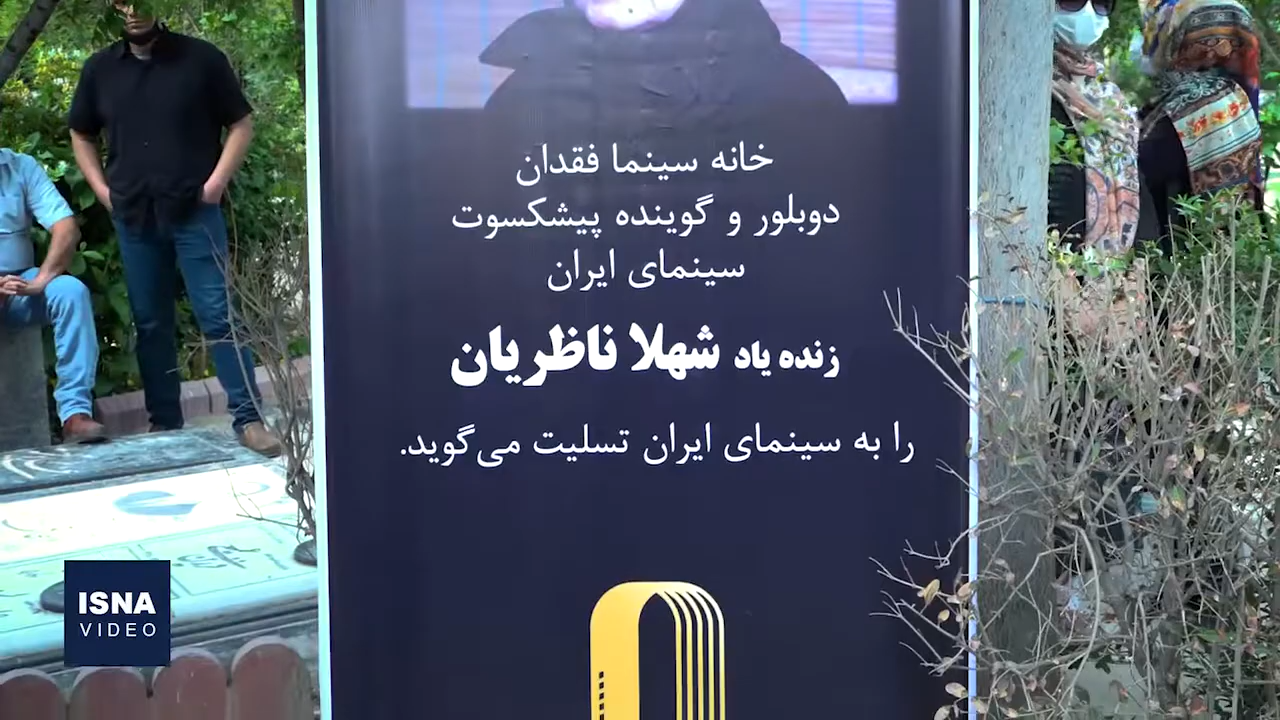 خانه سینما فقدان
دوبلور و گوینده پیشکسوت
سینمای ایران
زنده یاد شهلا ناظریان
را به سینمای ایران تسلیت می‌گوید.
ISNA
VIDEO